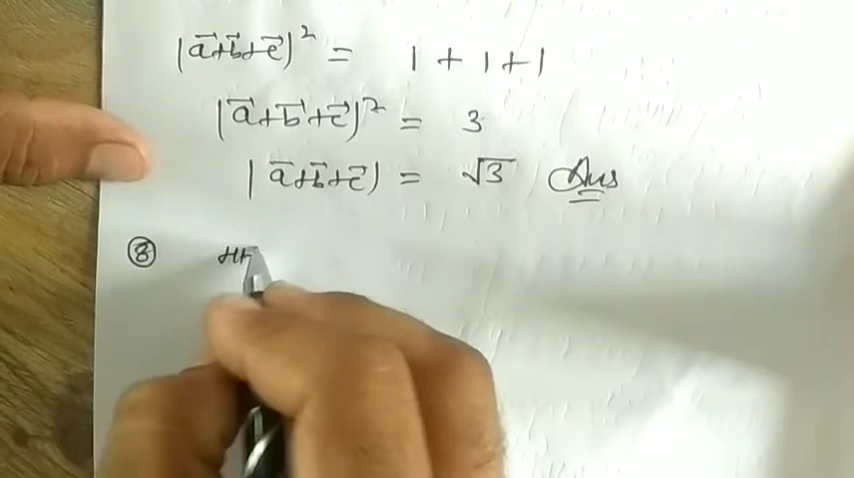 |a⃗+b⃗+c⃗|² = 1 + 1 + 1
|a⃗+b⃗+c⃗|² = 3
|a⃗+b⃗+c⃗| = √3 Ans
⑧